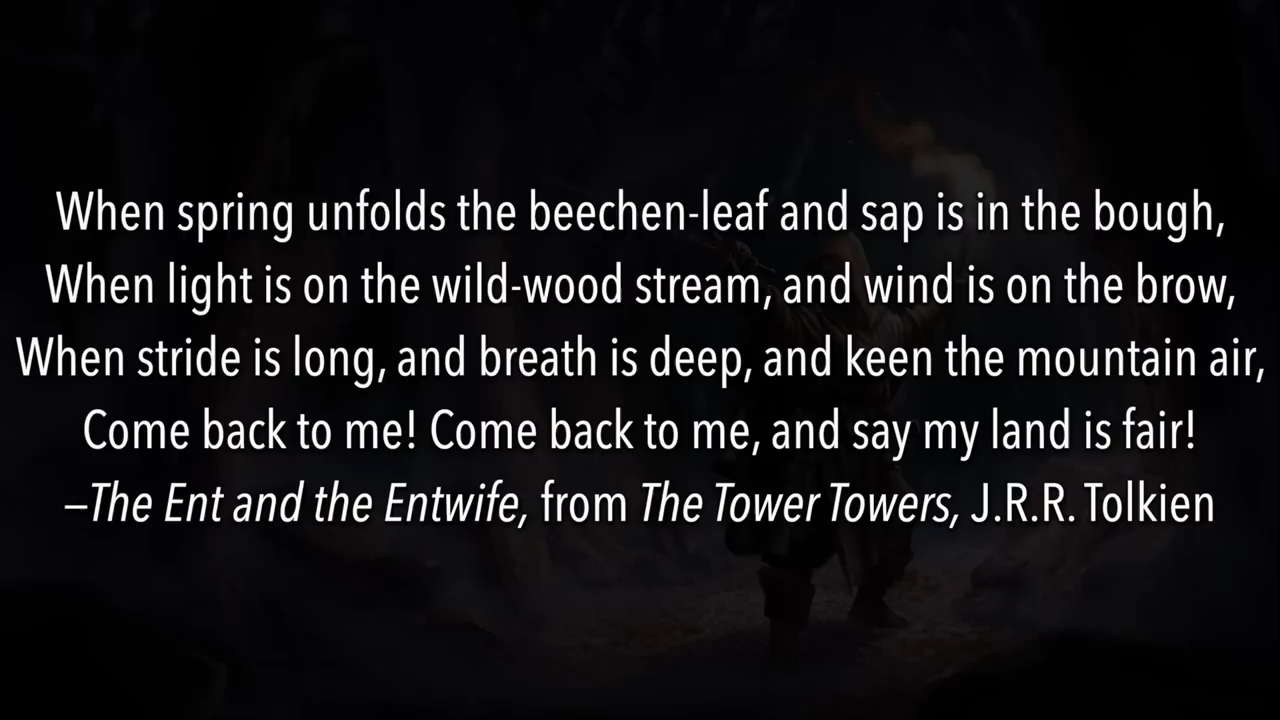 When spring unfolds the beechen-leaf and sap is in the bough,
When light is on the wild-wood stream, and wind is on the brow,
When stride is long, and breath is deep, and keen the mountain air,
Come back to me! Come back to me, and say my land is fair!
–The Ent and the Entwife, from The Tower Towers, J.R.R. Tolkien